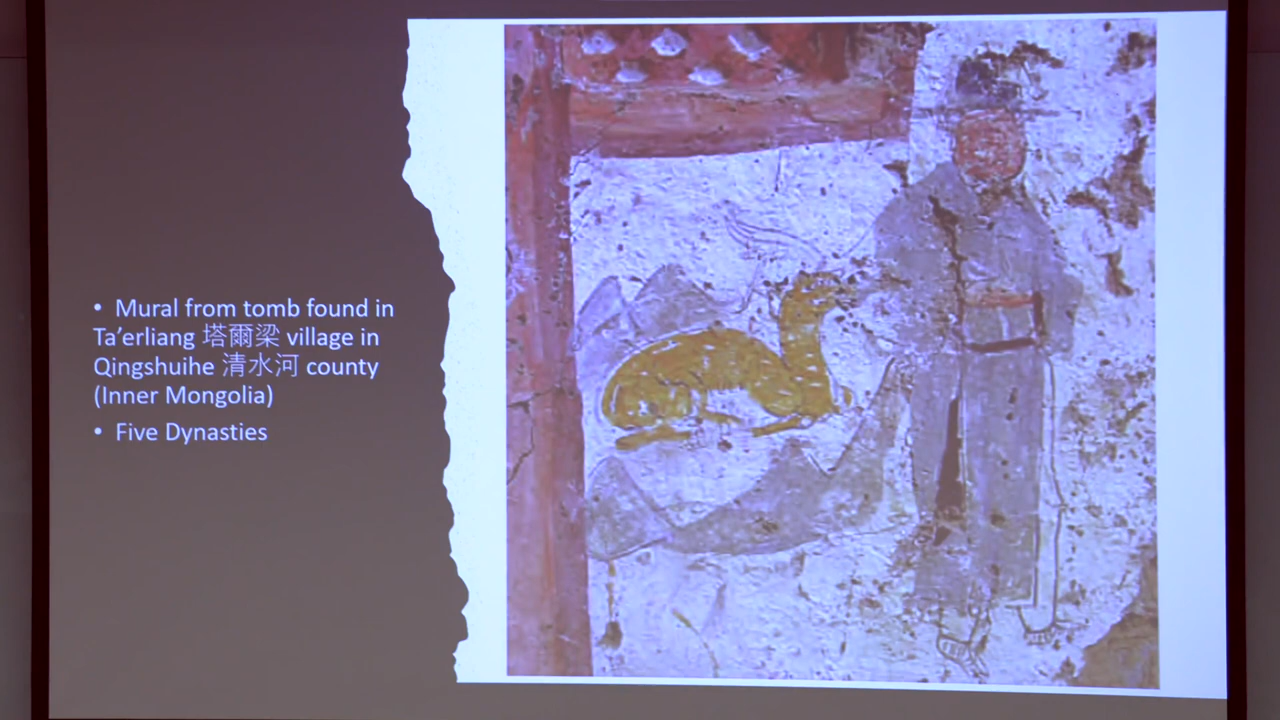 • Mural from tomb found in
Ta’erliang 塔爾梁 village in
Qingshuihe 清水河 county
(Inner Mongolia)
• Five Dynasties